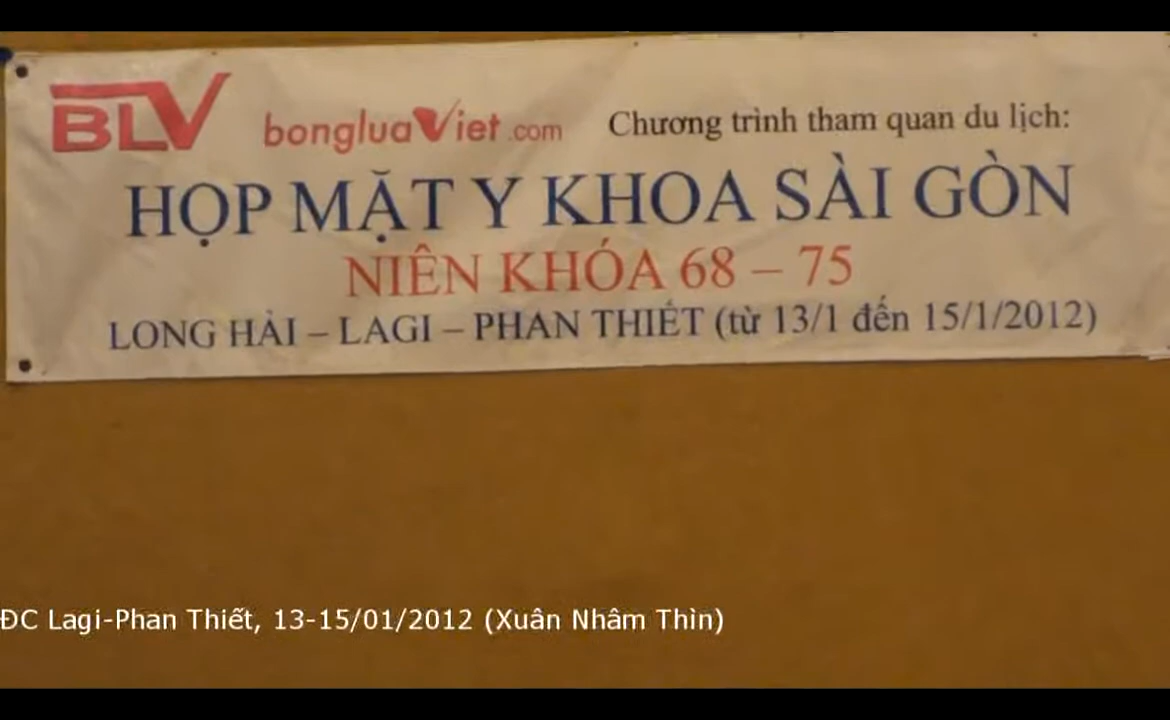 BLV bongluaViet.com Chương trình tham quan du lịch:
HỌP MẶT Y KHOA SÀI GÒN
NIÊN KHÓA 68 – 75
LONG HẢI – LAGI – PHAN THIẾT (từ 13/1 đến 15/1/2012)
ĐC Lagi-Phan Thiết, 13-15/01/2012 (Xuân Nhâm Thìn)